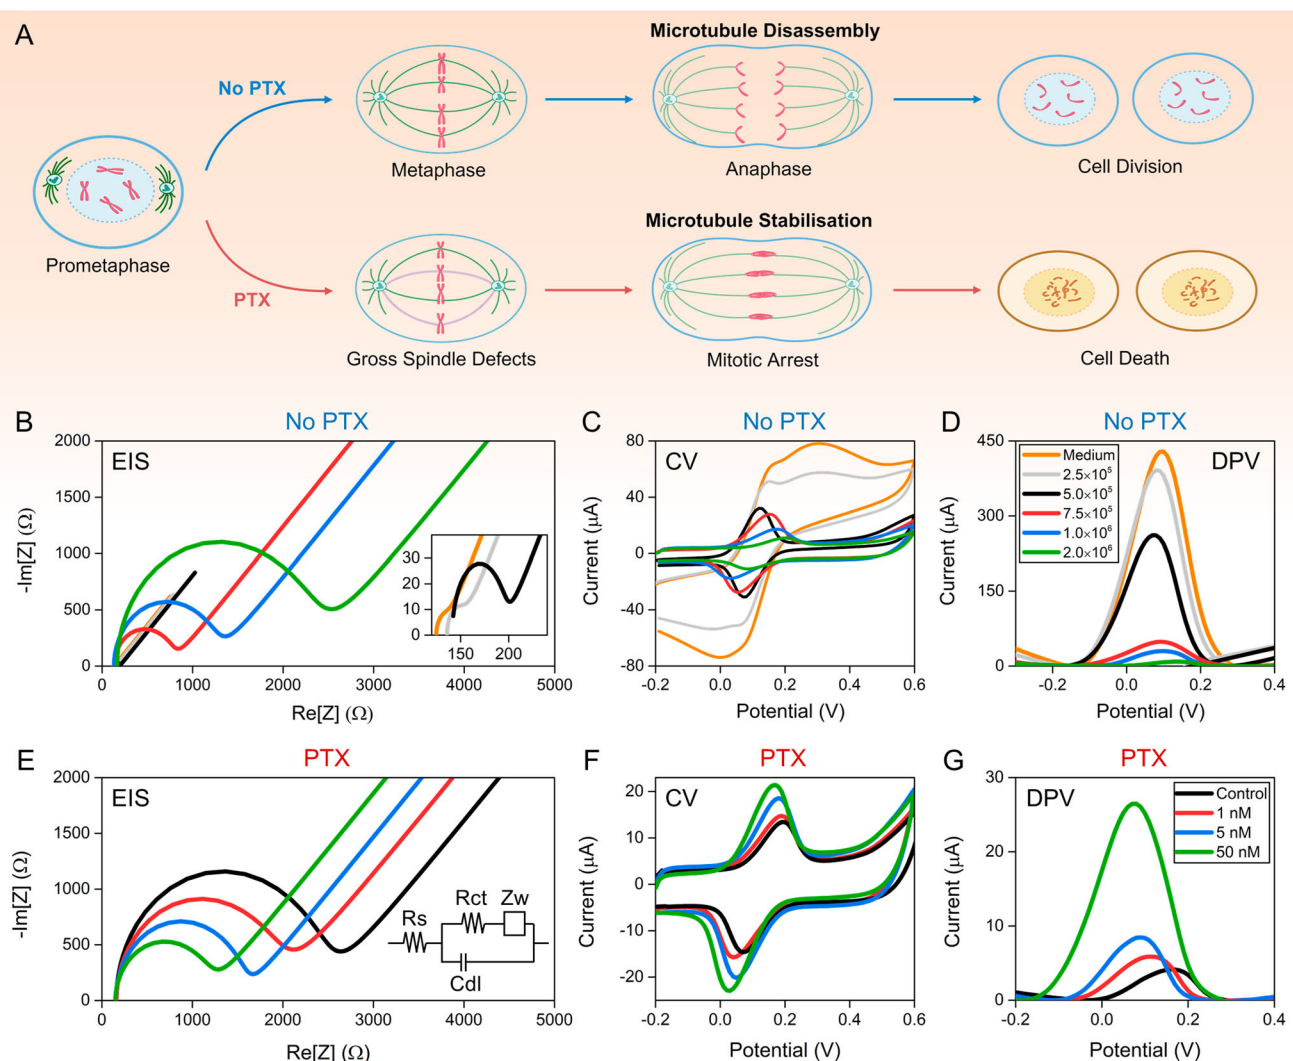 A
Microtubule Disassembly
No PTX
Metaphase
Anaphase
Cell Division
Prometaphase
Microtubule Stabilisation
PTX
Gross Spindle Defects
Mitotic Arrest
Cell Death
B
No PTX
EIS
-Im[Z] (Ω)
2000
1500
1000
500
0
0
1000
2000
3000
4000
5000
Re[Z] (Ω)
30
20
10
0
150
200
C
No PTX
CV
Current (μA)
80
40
0
-40
-80
-0.2
0.0
0.2
0.4
0.6
Potential (V)
D
No PTX
DPV
Medium
2.5×10⁵
5.0×10⁵
7.5×10⁵
1.0×10⁶
2.0×10⁶
Current (μA)
450
300
150
0
-0.2
0.0
0.2
0.4
Potential (V)
E
PTX
EIS
-Im[Z] (Ω)
2000
1500
1000
500
0
0
1000
2000
3000
4000
5000
Re[Z] (Ω)
Rs
Rct
Zw
Cdl
F
PTX
CV
Current (μA)
20
10
0
-10
-20
-0.2
0.0
0.2
0.4
0.6
Potential (V)
G
PTX
DPV
Control
1 nM
5 nM
50 nM
Current (μA)
30
20
10
0
-0.2
0.0
0.2
0.4
Potential (V)